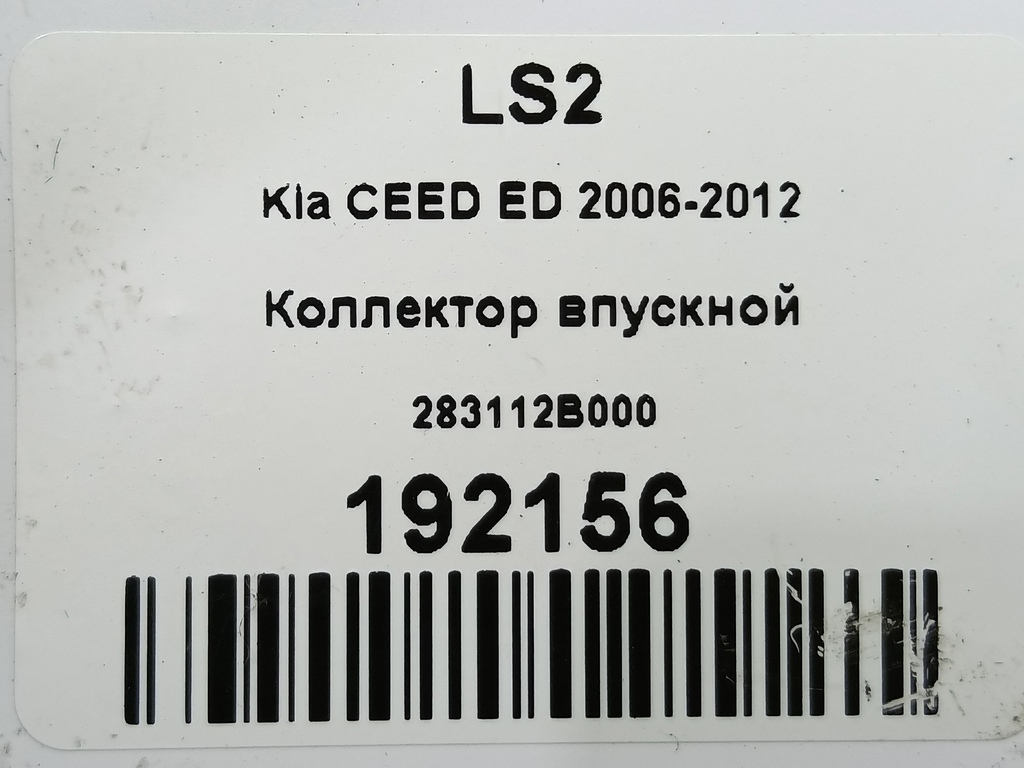 LS2
Kia CEED ED 2006-2012
Коллектор впускной
283112B000
192156